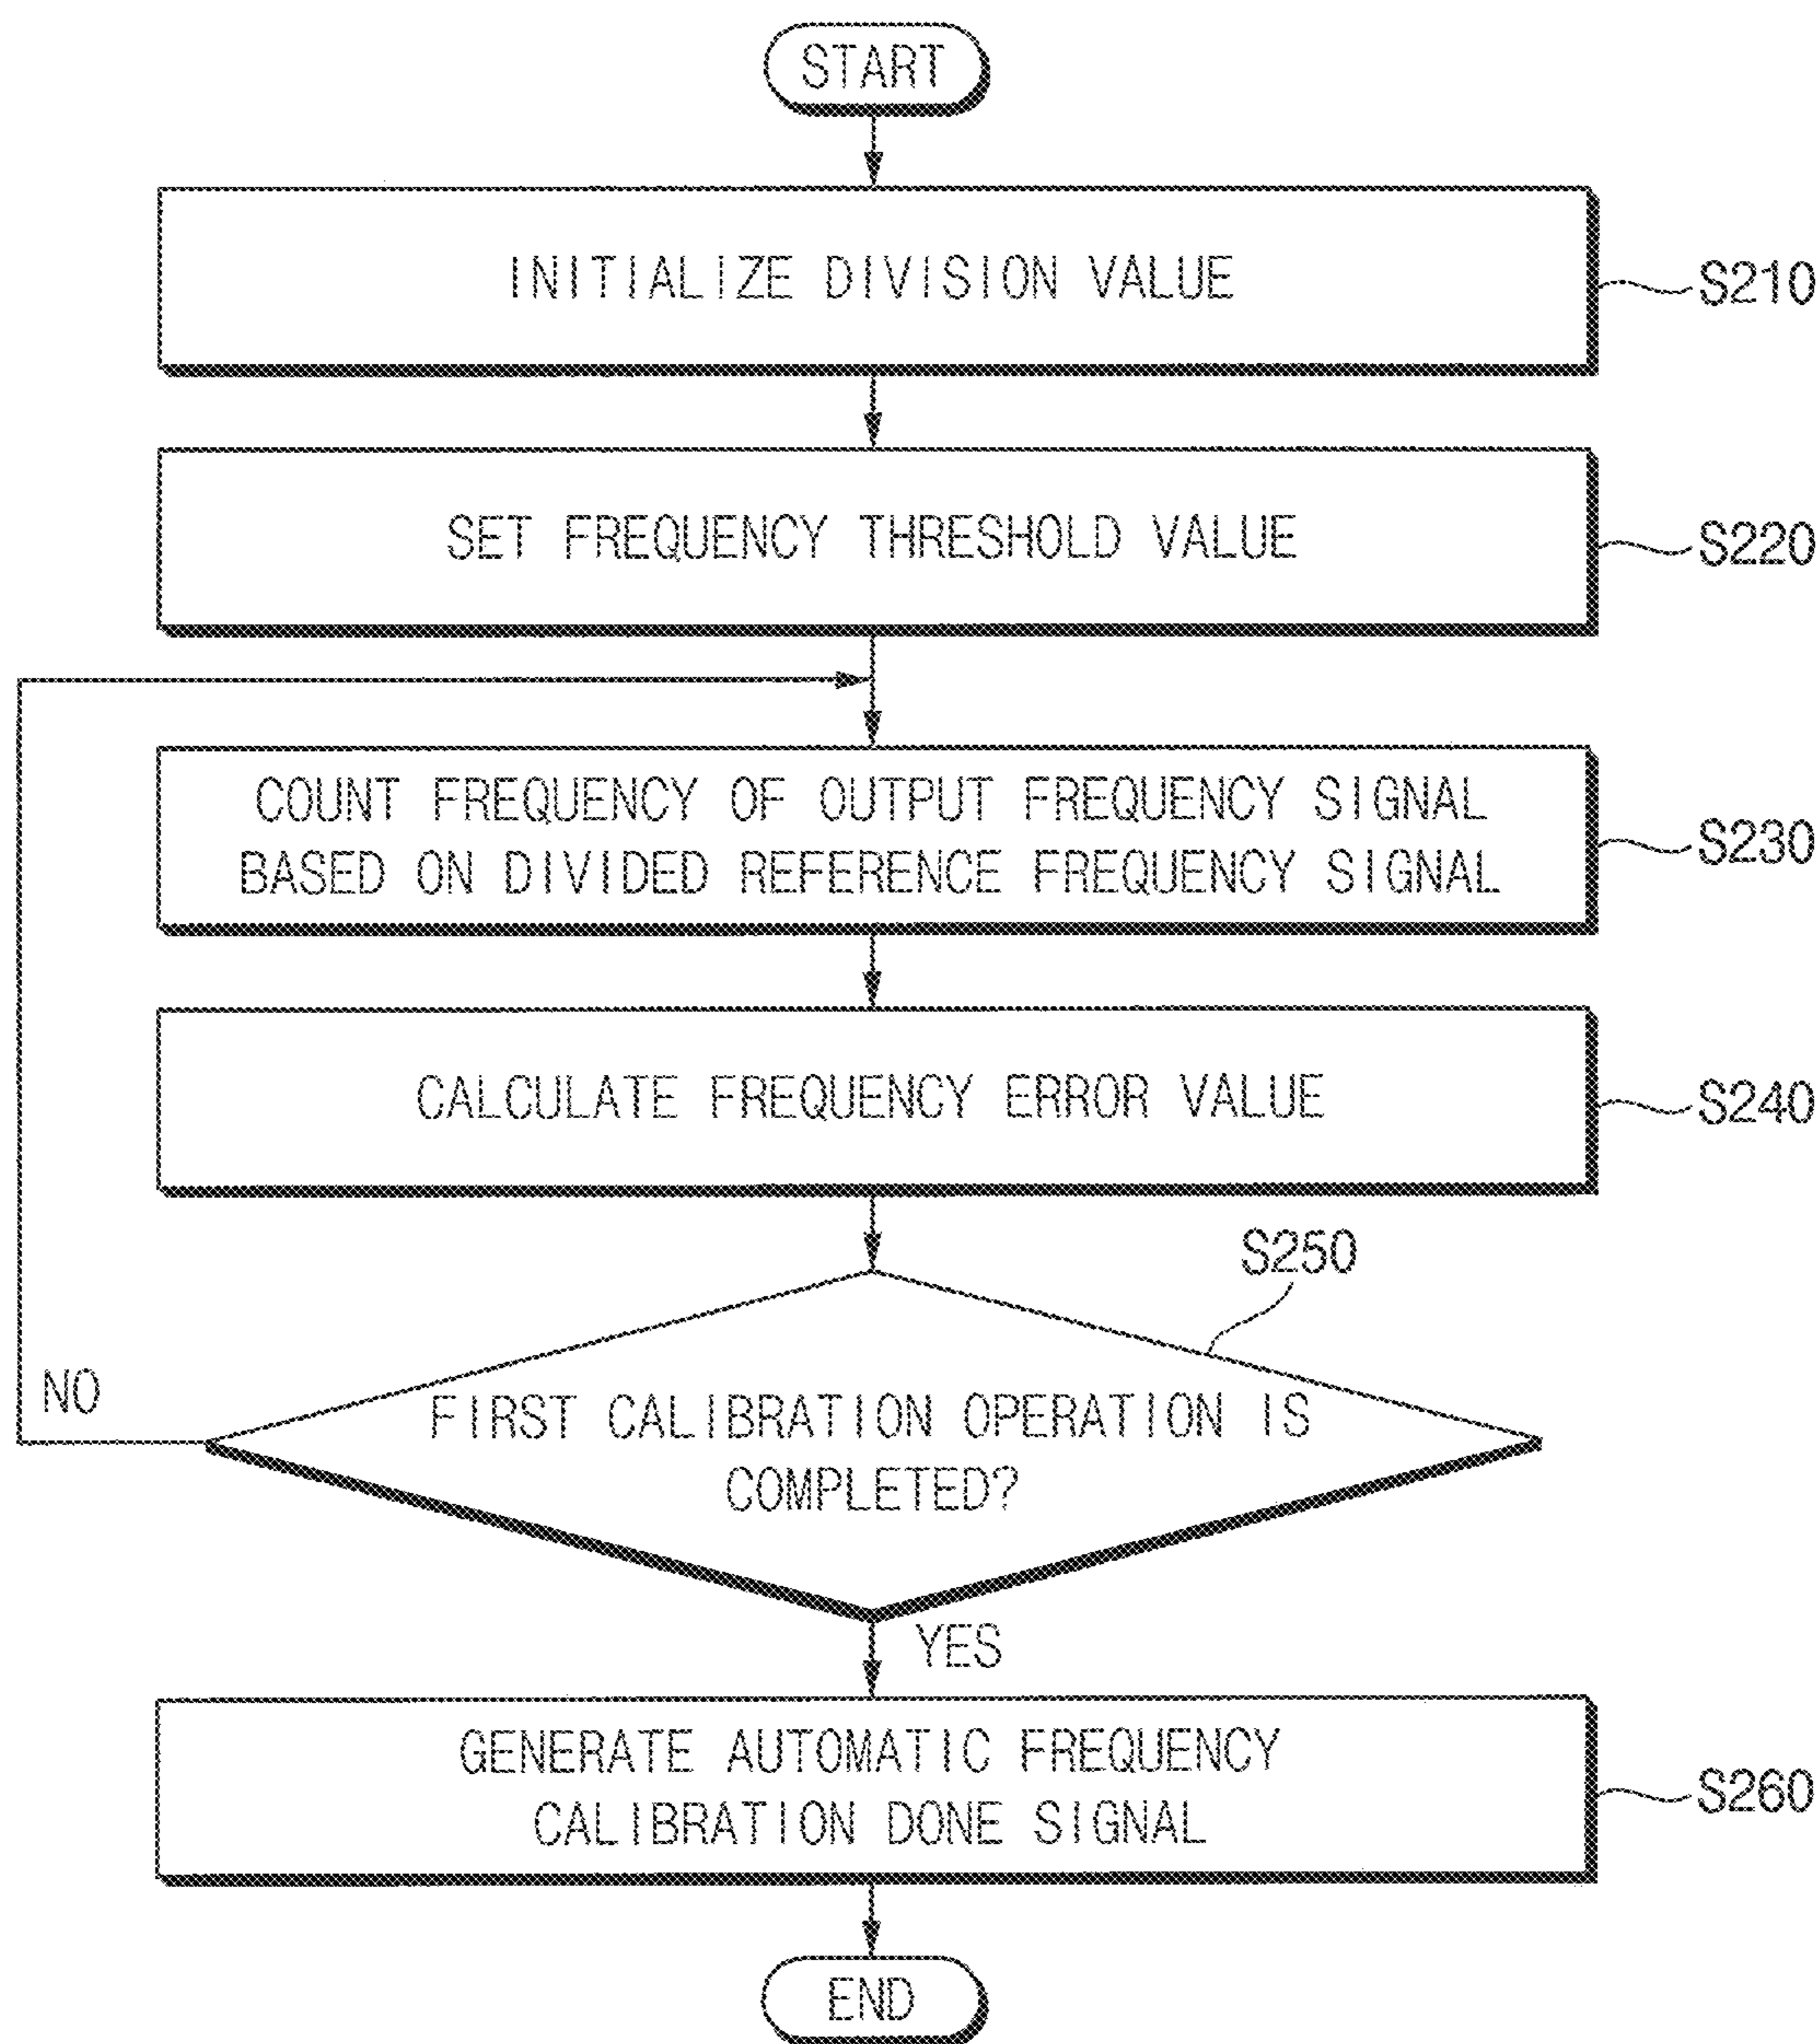 START
INITIALIZE DIVISION VALUE
S210
SET FREQUENCY THRESHOLD VALUE
S220
COUNT FREQUENCY OF OUTPUT FREQUENCY SIGNAL
BASED ON DIVIDED REFERENCE FREQUENCY SIGNAL
S230
CALCULATE FREQUENCY ERROR VALUE
S240
S250
NO
FIRST CALIBRATION OPERATION IS
COMPLETED?
YES
GENERATE AUTOMATIC FREQUENCY
CALIBRATION DONE SIGNAL
S260
END